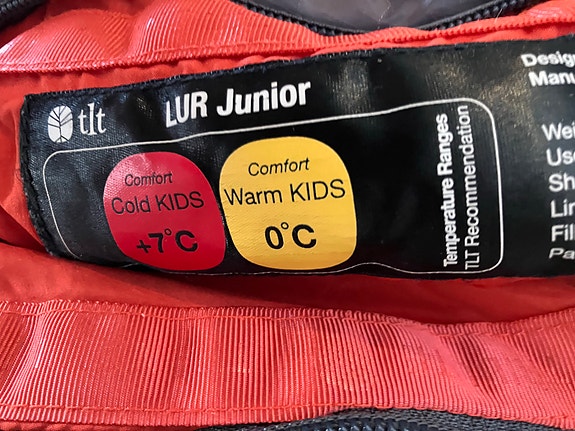 tlt
LUR Junior
Comfort
Cold KIDS
+7°C
Comfort
Warm KIDS
0°C
Temperature Ranges
TLT Recommendation